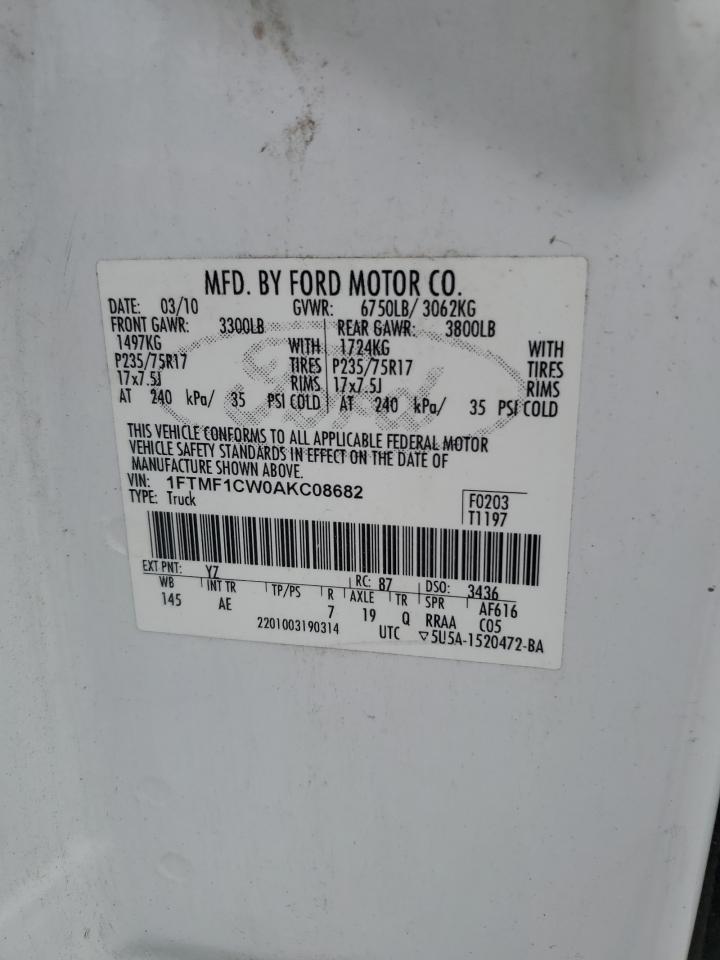 MFD. BY FORD MOTOR CO.
DATE: 03/10 GVWR: 6750LB/ 3062KG
FRONT GAWR: 3300LB REAR GAWR: 3800LB
1497KG WITH 1724KG WITH
P235/75R17 TIRES P235/75R17 TIRES
17x7.5J RIMS 17x7.5J RIMS
AT 240 kPa/ 35 PSI COLD AT 240 kPa/ 35 PSI COLD
Ford
THIS VEHICLE CONFORMS TO ALL APPLICABLE FEDERAL MOTOR
VEHICLE SAFETY STANDARDS IN EFFECT ON THE DATE OF
MANUFACTURE SHOWN ABOVE.
VIN: 1FTMF1CW0AKC08682 F0203
TYPE: Truck T1197
EXT PNT: YZ RC: 87 DSO: 3436
WB INT TR TP/PS R AXLE TR SPR AF616
145 AE 7 19 Q RRAA C05
2201003190314 UTC ▽5U5A-1520472-BA